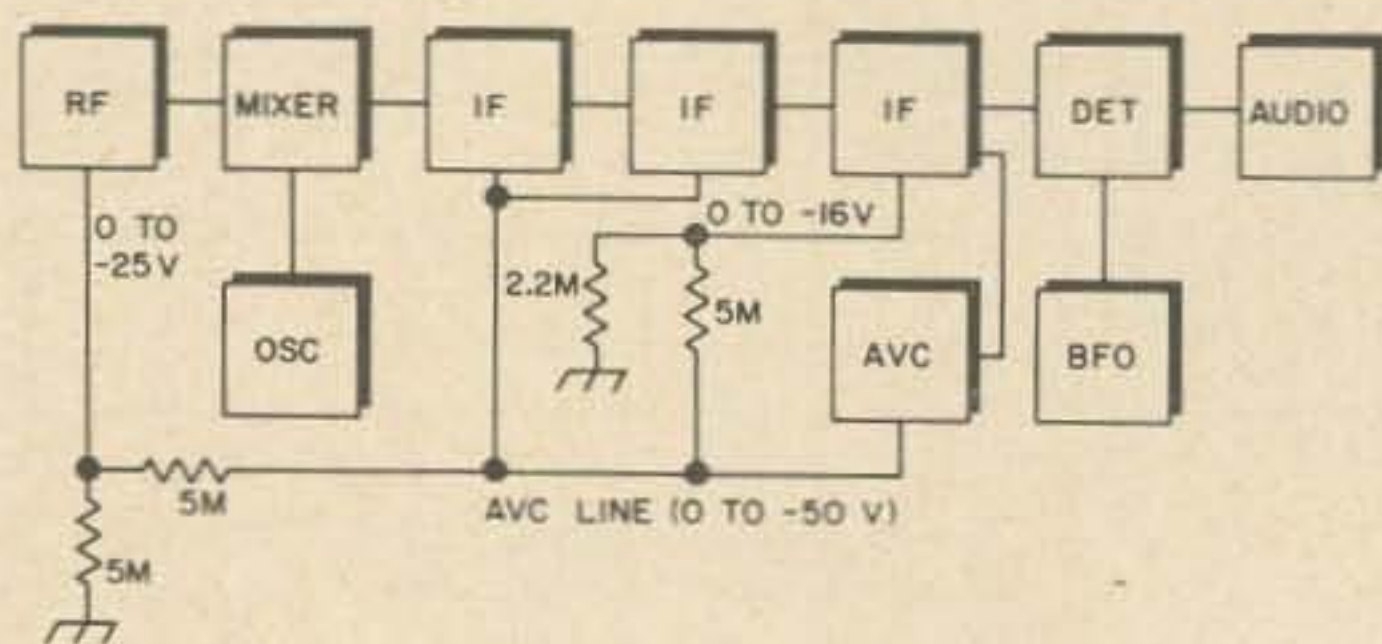 RF
MIXER
IF
IF
IF
DET
AUDIO
0 TO
-25V
0 TO -16V
2.2M
5M
OSC
AVC
BFO
5M
AVC LINE (0 TO -50 V)
5M